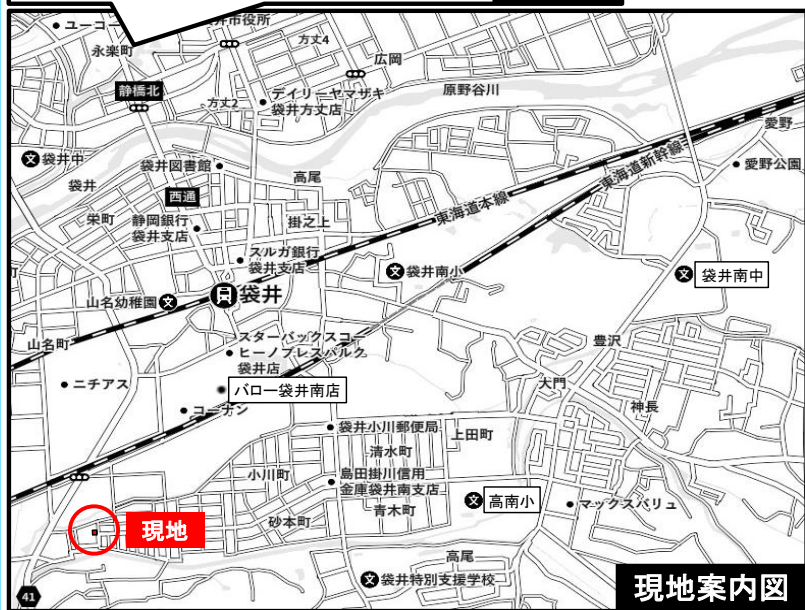 ユーコー
井市役所
永楽町
方丈4
広岡
静橋北
方丈2
デイリーヤマザキ
袋井方丈店
原野谷川
愛野
袋井中
袋井図書館
高尾
東海道新幹線
愛野公園
袋井
西通
栄町
静岡銀行
袋井支店
掛之上
東海道本線
スルガ銀行
袋井支店
袋井南小
袋井南中
山名幼稚園
袋井
山名町
スターバックスコー
ヒーノブレスパルク
袋井店
豊沢
ニチアス
バロー袋井南店
大門
コーナン
神長
袋井小川郵便局
上田町
清水町
小川町
島田掛川信用
金庫袋井南支店
高南小
マックスバリュ
青木町
現地
砂本町
高尾
袋井特別支援学校
41
現地案内図